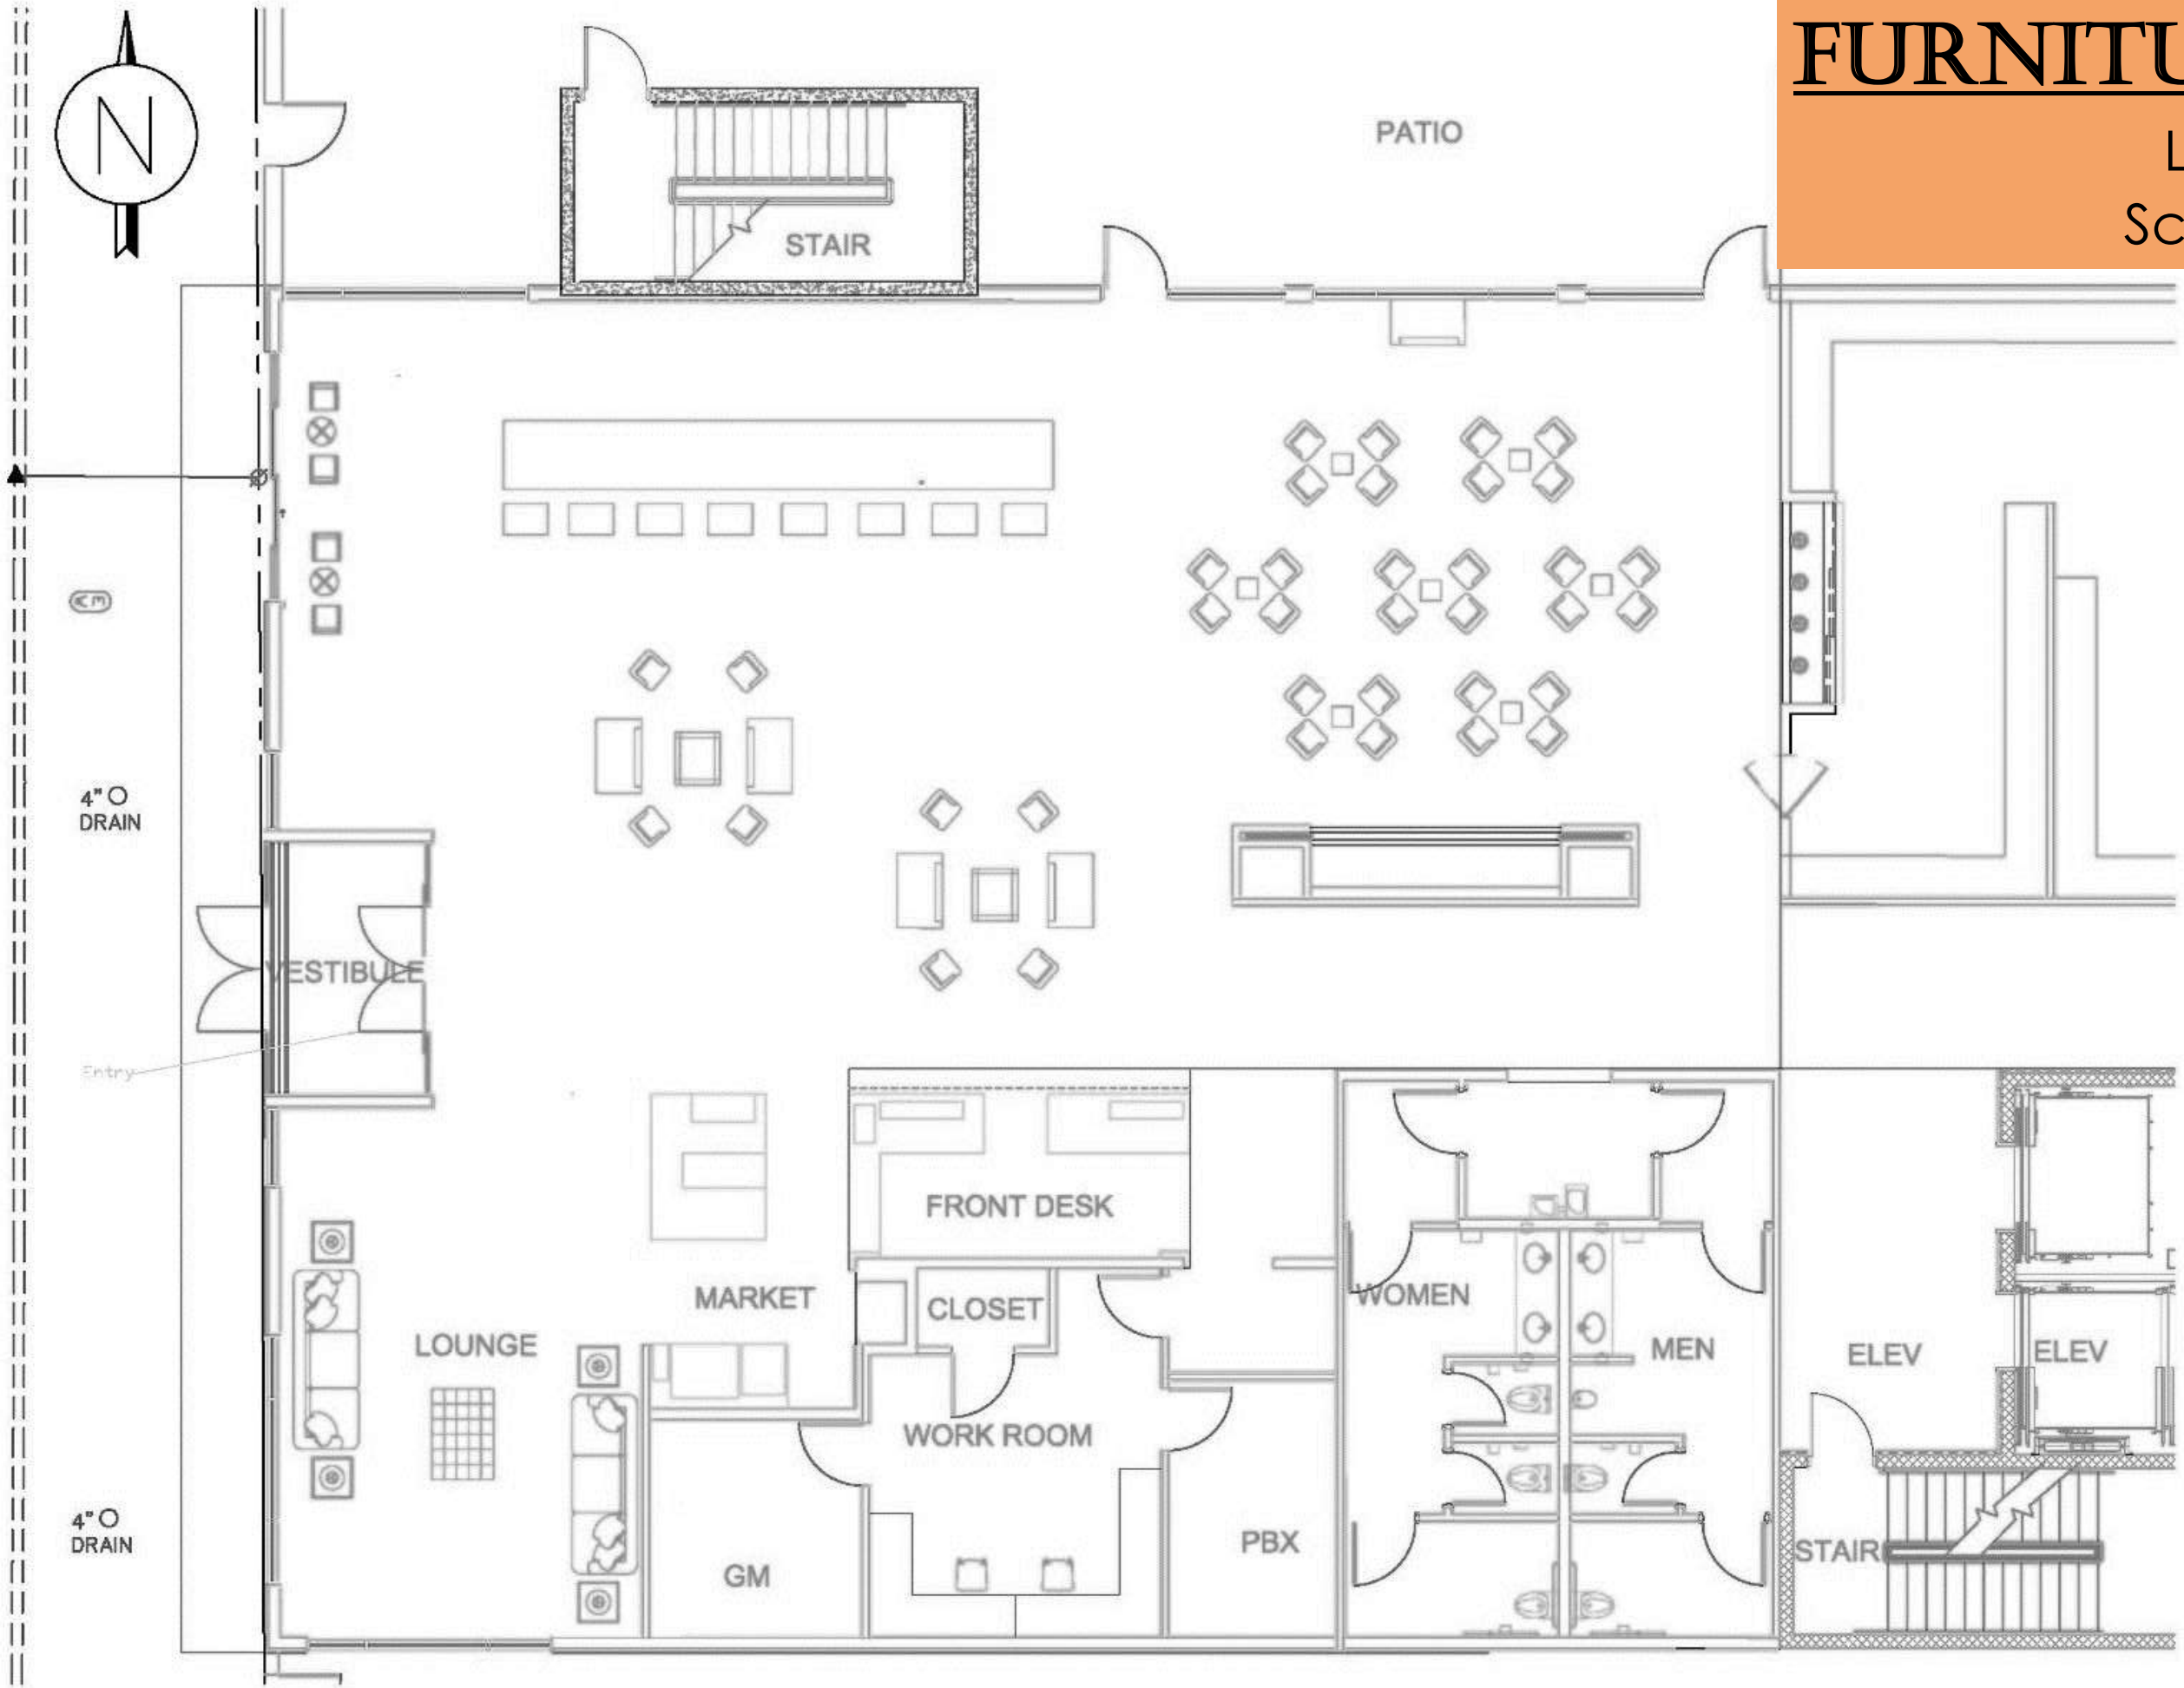 FURNITU
L
Sc
N
PATIO
STAIR
4" O
DRAIN
VESTIBULE
Entry
FRONT DESK
MARKET
CLOSET
WOMEN
LOUNGE
MEN
ELEV
ELEV
WORK ROOM
4" O
DRAIN
GM
PBX
STAIR